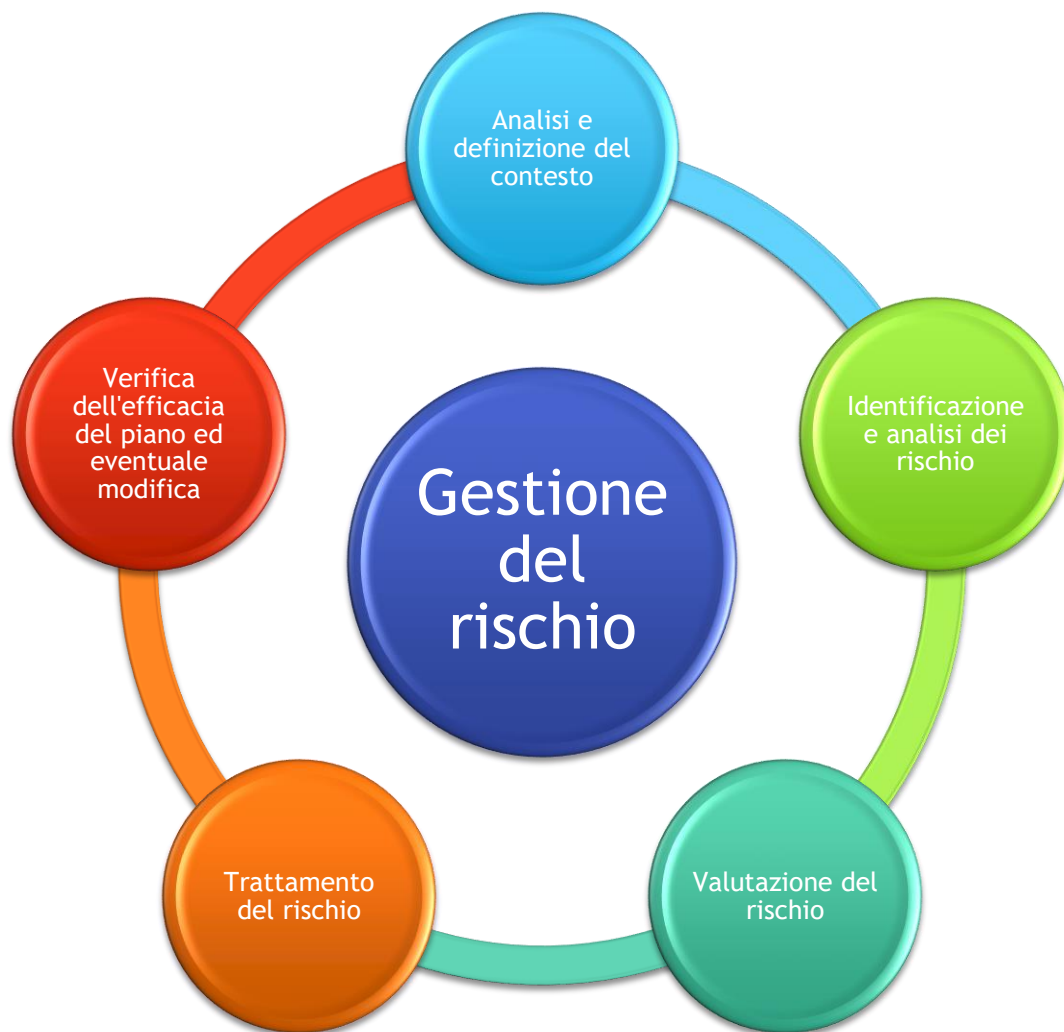 Analisi e
definizione del
contesto
Identificazione
e analisi dei
rischio
Valutazione del
rischio
Trattamento
del rischio
Verifica
dell'efficacia
del piano ed
eventuale
modifica
Gestione
del
rischio